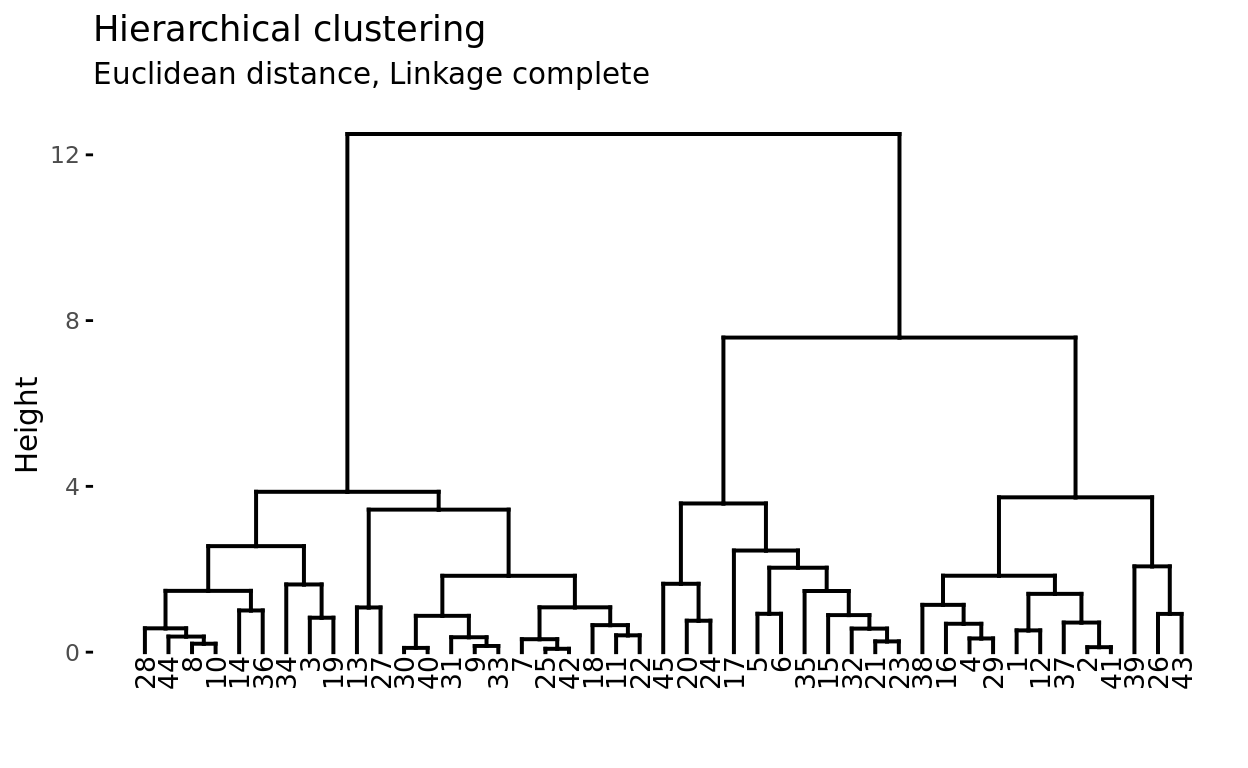 Hierarchical clustering
Euclidean distance, Linkage complete
12
8
4
0
Height
28 44 8 10 14 36 34 3 19 13 27 30 40 31 9 33 7 25 42 18 11 22 45 20 24 17 5 6 35 15 32 21 23 38 16 4 29 1 12 37 2 41 39 26 43